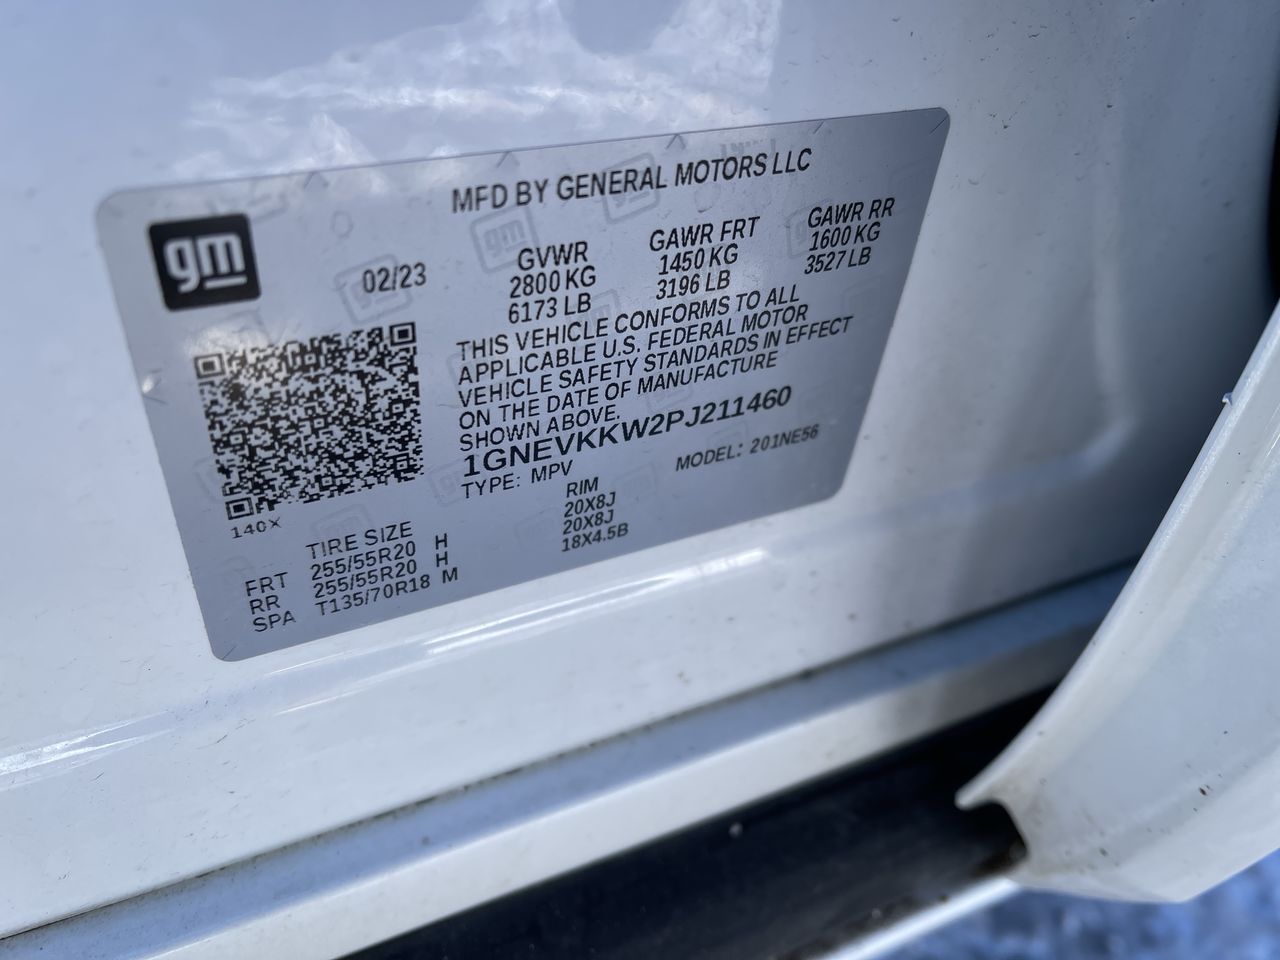 MFD BY GENERAL MOTORS LLC
gm
02/23
GVWR GAWR FRT GAWR RR
2800 KG 1450 KG 1600 KG
6173 LB 3196 LB 3527 LB
THIS VEHICLE CONFORMS TO ALL
APPLICABLE U.S. FEDERAL MOTOR
VEHICLE SAFETY STANDARDS IN EFFECT
ON THE DATE OF MANUFACTURE
SHOWN ABOVE.
1GNEVKKW2PJ211460
TYPE: MPV MODEL: 201NE56
140X
TIRE SIZE RIM
FRT 255/55R20 H 20X8J
RR 255/55R20 H 20X8J
SPA T135/70R18 M 18X4.5B